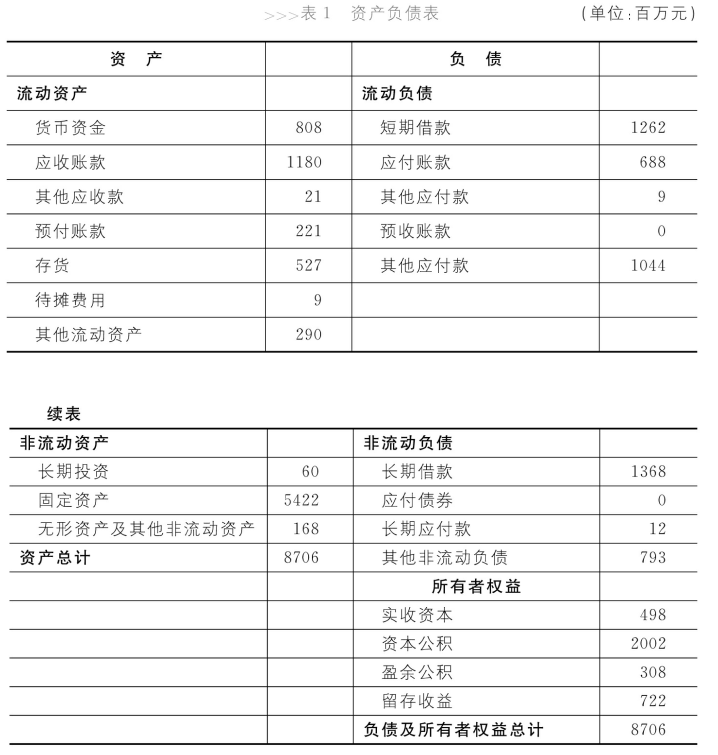 >>>表1 资产负债表 (单位:百万元)
资 产 负 债
流动资产 流动负债
货币资金 808 短期借款 1262
应收账款 1180 应付账款 688
其他应收款 21 其他应付款 9
预付账款 221 预收账款 0
存货 527 其他应付款 1044
待摊费用 9
其他流动资产 290
续表
非流动资产 非流动负债
长期投资 60 长期借款 1368
固定资产 5422 应付债券 0
无形资产及其他非流动资产 168 长期应付款 12
资产总计 8706 其他非流动负债 793
所有者权益
实收资本 498
资本公积 2002
盈余公积 308
留存收益 722
负债及所有者权益总计 8706